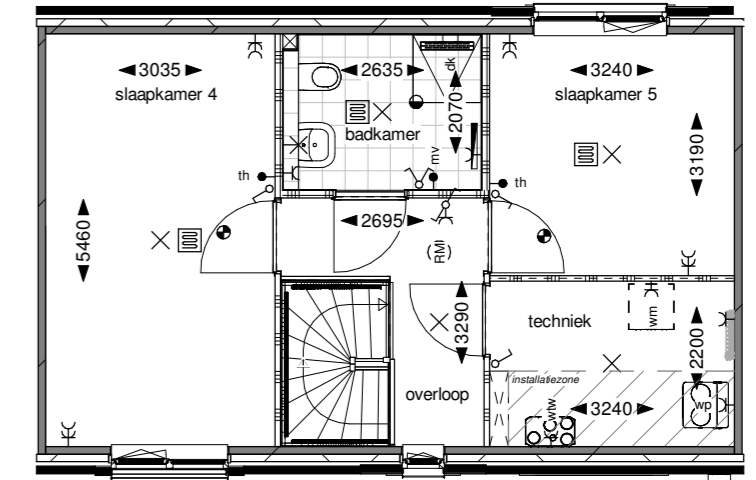 3035
slaapkamer 4
2635
dk
2070
badkamer
3240
slaapkamer 5
3190
th
mv
th
5460
2695
(RM)
3290
techniek
wm
2200
overloop
installatiezone
wtw
3240
wp